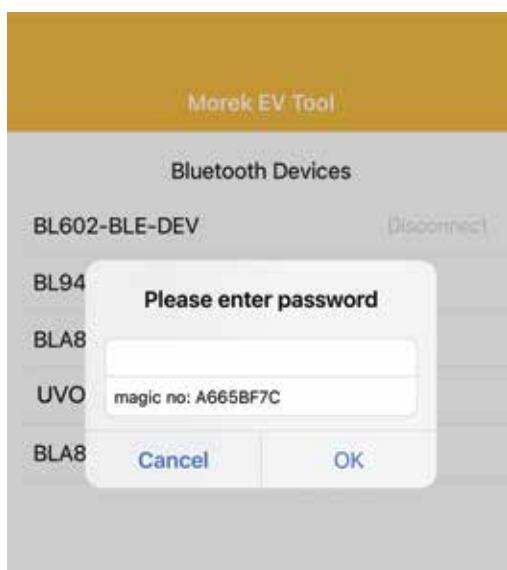 Morek EV Tool
Bluetooth Devices
BL602-BLE-DEV Disconnect
BL94
Please enter password
BLA8
UVO
magic no: A665BF7C
BLA8
Cancel OK